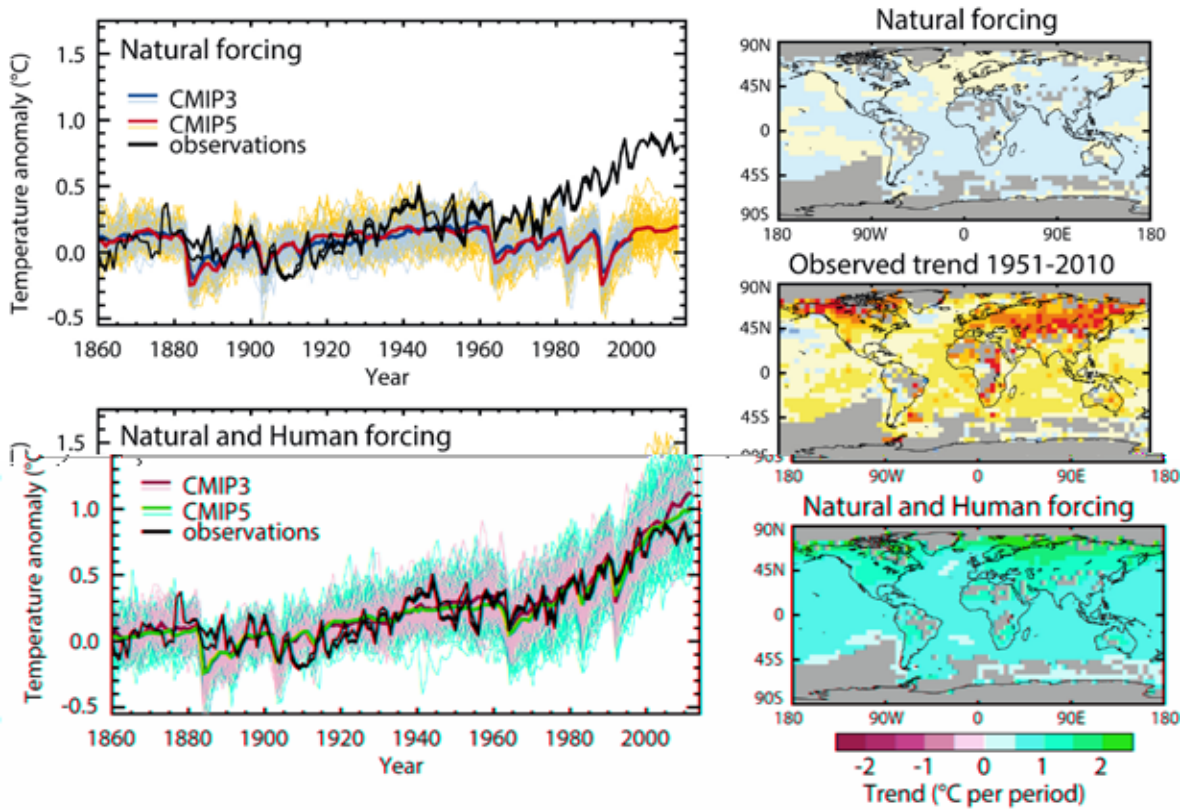 Natural forcing
1.5
1.0
0.5
0.0
-0.5
Temperature anomaly (°C)
CMIP3
CMIP5
observations
1860 1880 1900 1920 1940 1960 1980 2000
Year
Natural forcing
90N
45N
0
45S
90S
180 90W 0 90E 180
Observed trend 1951-2010
90N
45N
0
45S
180 90W 0 90E 180
Natural and Human forcing
1.5
1.0
0.5
0.0
-0.5
Temperature anomaly (°C
CMIP3
CMIP5
observations
1860 1880 1900 1920 1940 1960 1980 2000
Year
Natural and Human forcing
90N
45N
0
45S
90S
180 90W 0 90E 180
-2 -1 0 1 2
Trend (°C per period)